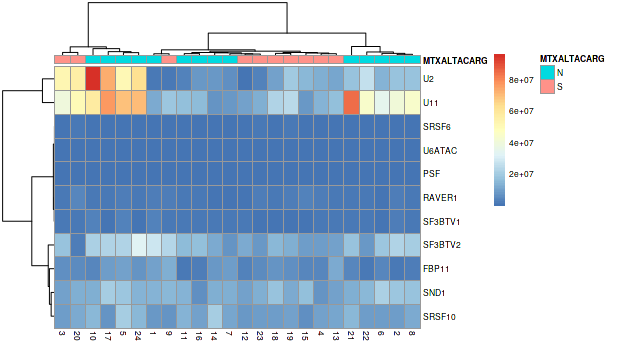 MTXALTACARG
U2
U11
SRSF6
U6ATAC
PSF
RAVER1
SF3BTV1
SF3BTV2
FBP11
SND1
SRSF10
3 20 10 17 5 24 1 9 11 16 14 7 12 23 18 19 15 4 13 21 22 6 2 8
8e+07
6e+07
4e+07
2e+07
MTXALTACARG
N
S